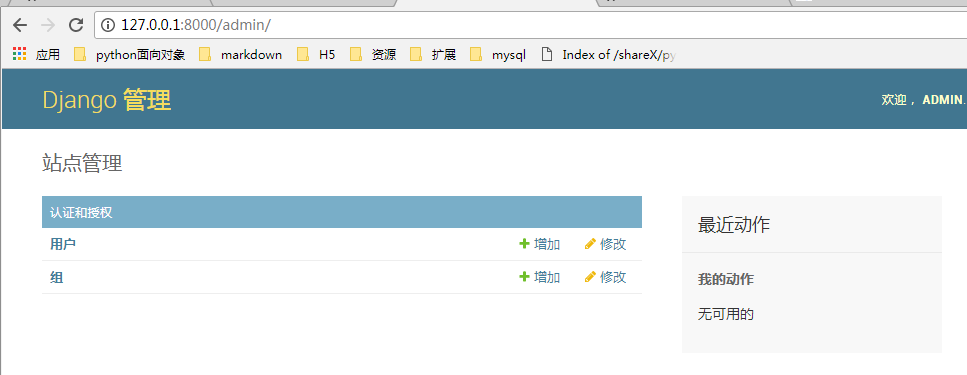 127.0.0.1:8000/admin/
应用 python面向对象 markdown H5 资源 扩展 mysql Index of /shareX/py
Django 管理 欢迎， ADMIN.
站点管理
认证和授权
用户 增加 修改
组 增加 修改
最近动作
我的动作
无可用的